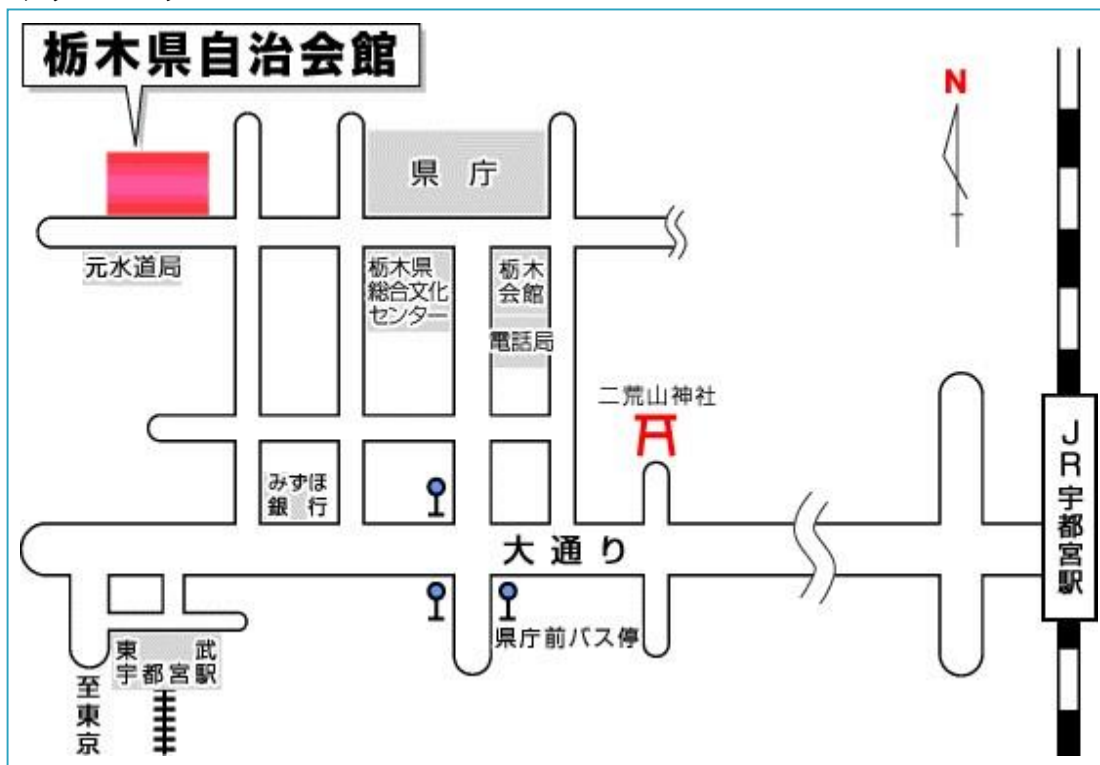 栃木県自治会館
N
県庁
元水道局
栃木県
総合文化
センター
栃木
会館
電話局
二荒山神社
JR宇都宮駅
みずほ
銀行
大通り
県庁前バス停
東武
宇都宮駅
至東京